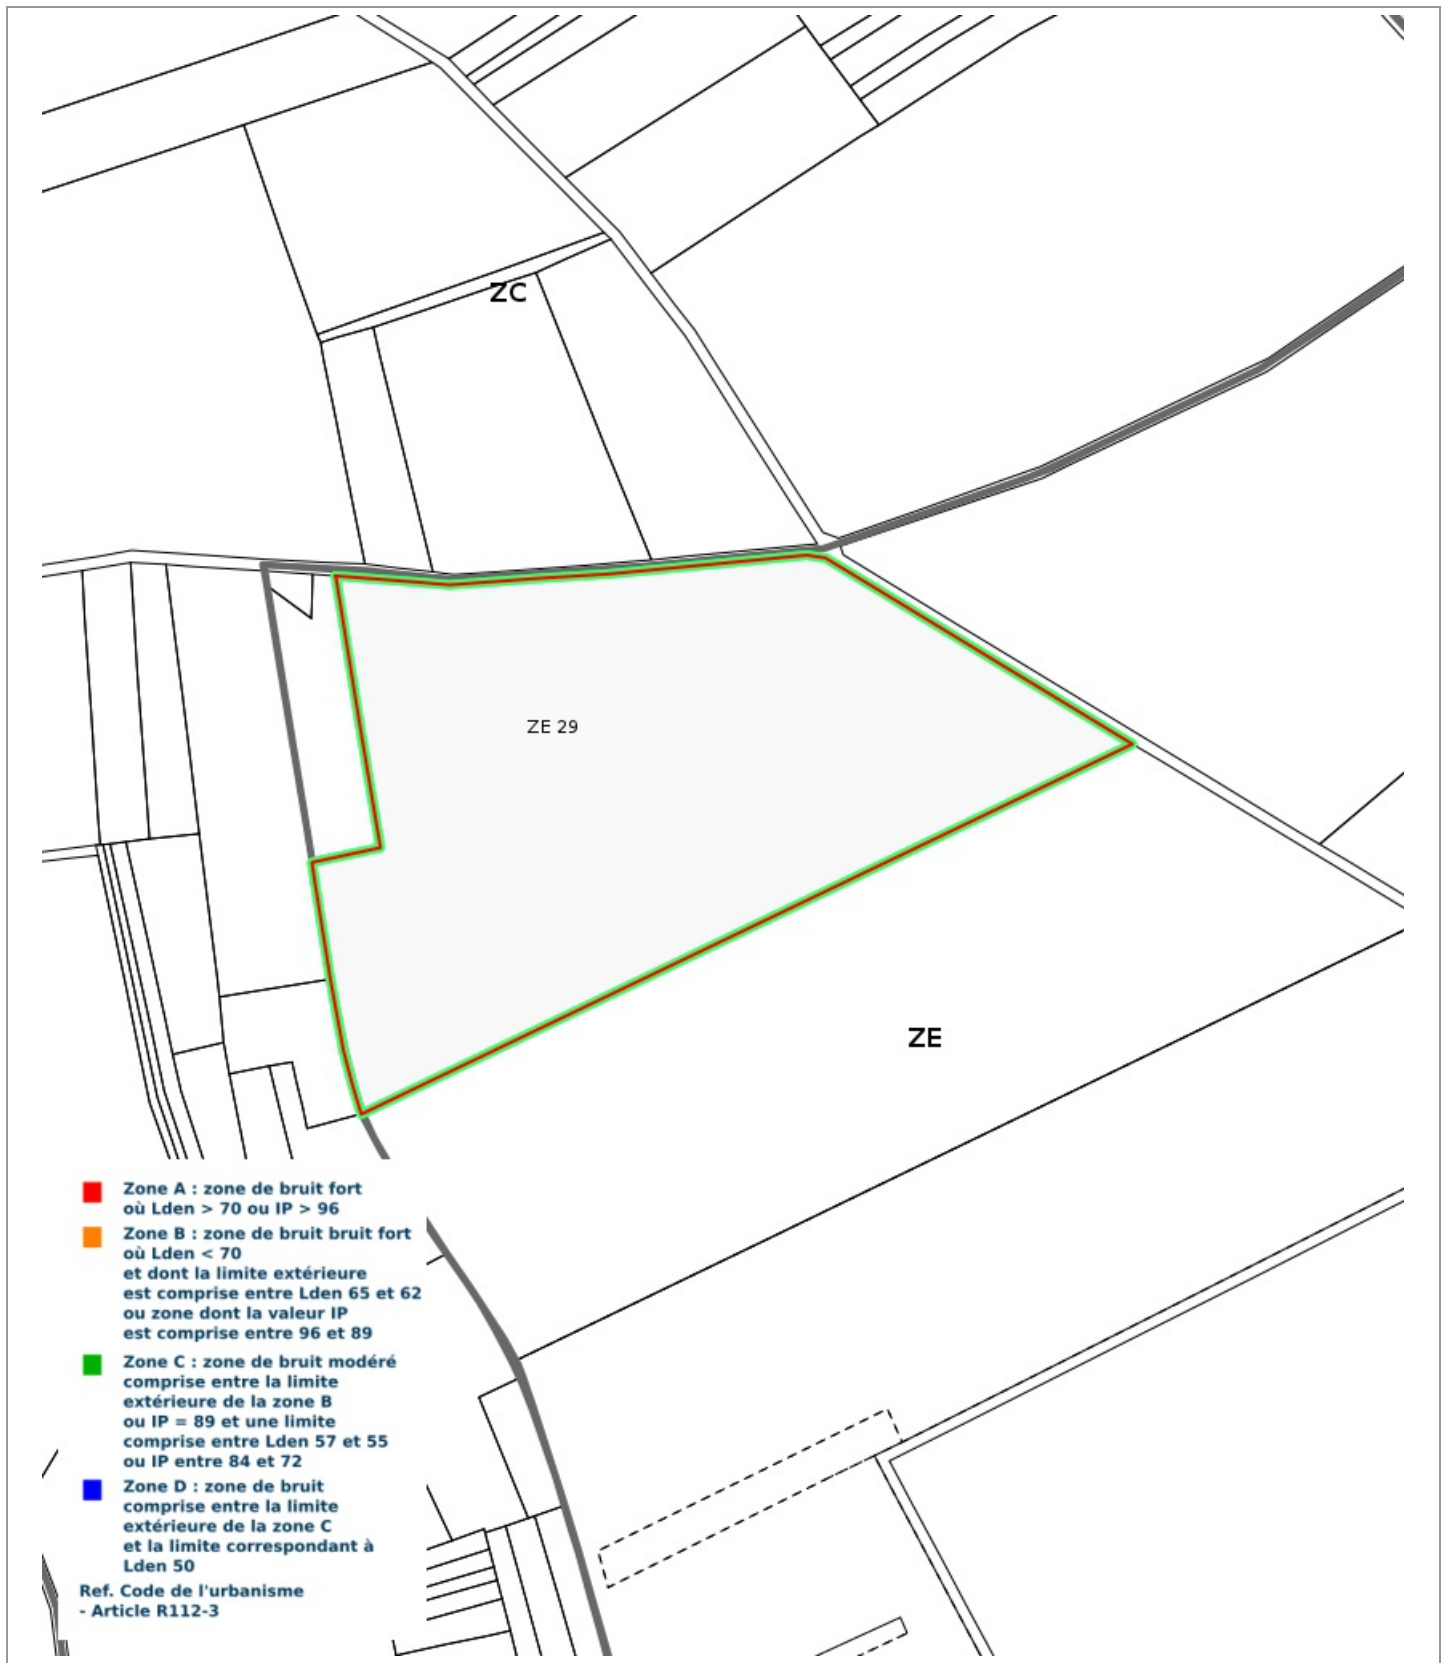 ZC
ZE 29
ZE
Zone A : zone de bruit fort
où Lden > 70 ou IP > 96
Zone B : zone de bruit bruit fort
où Lden < 70
et dont la limite extérieure
est comprise entre Lden 65 et 62
ou zone dont la valeur IP
est comprise entre 96 et 89
Zone C : zone de bruit modéré
comprise entre la limite
extérieure de la zone B
ou IP = 89 et une limite
comprise entre Lden 57 et 55
ou IP entre 84 et 72
Zone D : zone de bruit
comprise entre la limite
extérieure de la zone C
et la limite correspondant à
Lden 50
Ref. Code de l'urbanisme
- Article R112-3